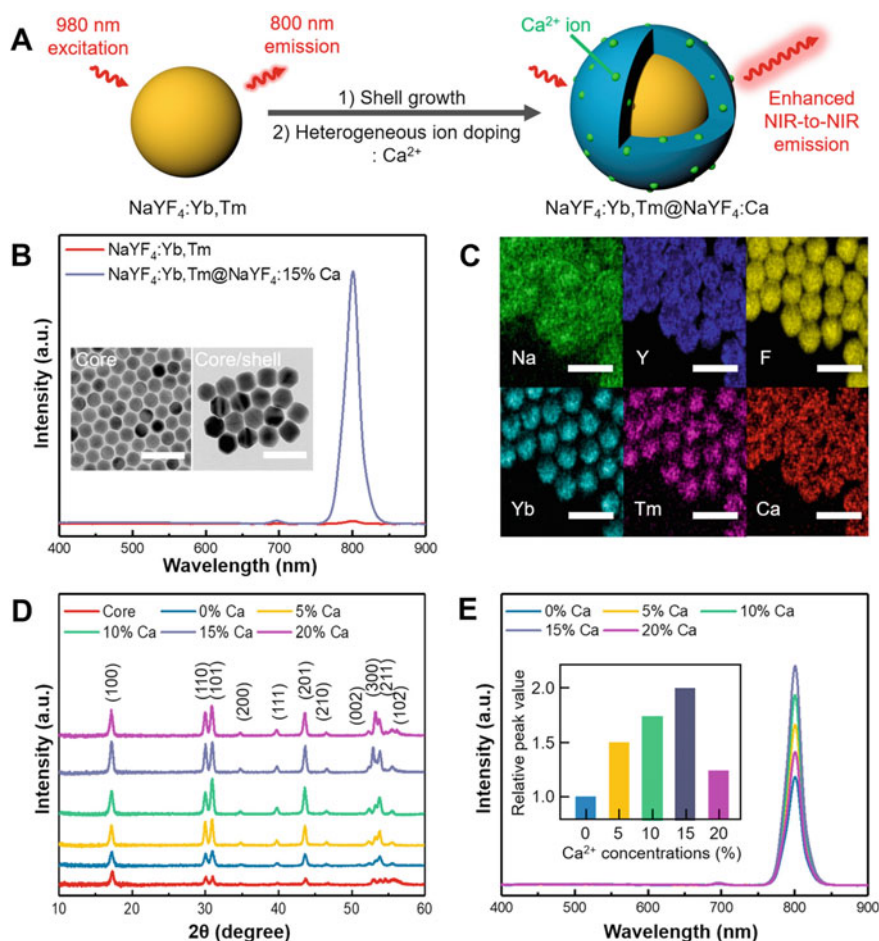 A
980 nm
excitation
800 nm
emission
Ca²⁺ ion
1) Shell growth
2) Heterogeneous ion doping
: Ca²⁺
Enhanced
NIR-to-NIR
emission
NaYF₄:Yb,Tm
NaYF₄:Yb,Tm@NaYF₄:Ca
B
NaYF₄:Yb,Tm
NaYF₄:Yb,Tm@NaYF₄:15% Ca
Core
Core/shell
Intensity (a.u.)
400 500 600 700 800 900
Wavelength (nm)
C
Na
Y
F
Yb
Tm
Ca
D
Core 0% Ca 5% Ca
10% Ca 15% Ca 20% Ca
(100)
(110)
(101)
(200)
(111)
(201)
(210)
(002)
(300)
(211)
(102)
Intensity (a.u.)
10 20 30 40 50 60
2θ (degree)
E
0% Ca 5% Ca 10% Ca
15% Ca 20% Ca
Intensity (a.u.)
Relative peak value
2.0
1.5
1.0
0 5 10 15 20
Ca²⁺ concentrations (%)
400 500 600 700 800 900
Wavelength (nm)